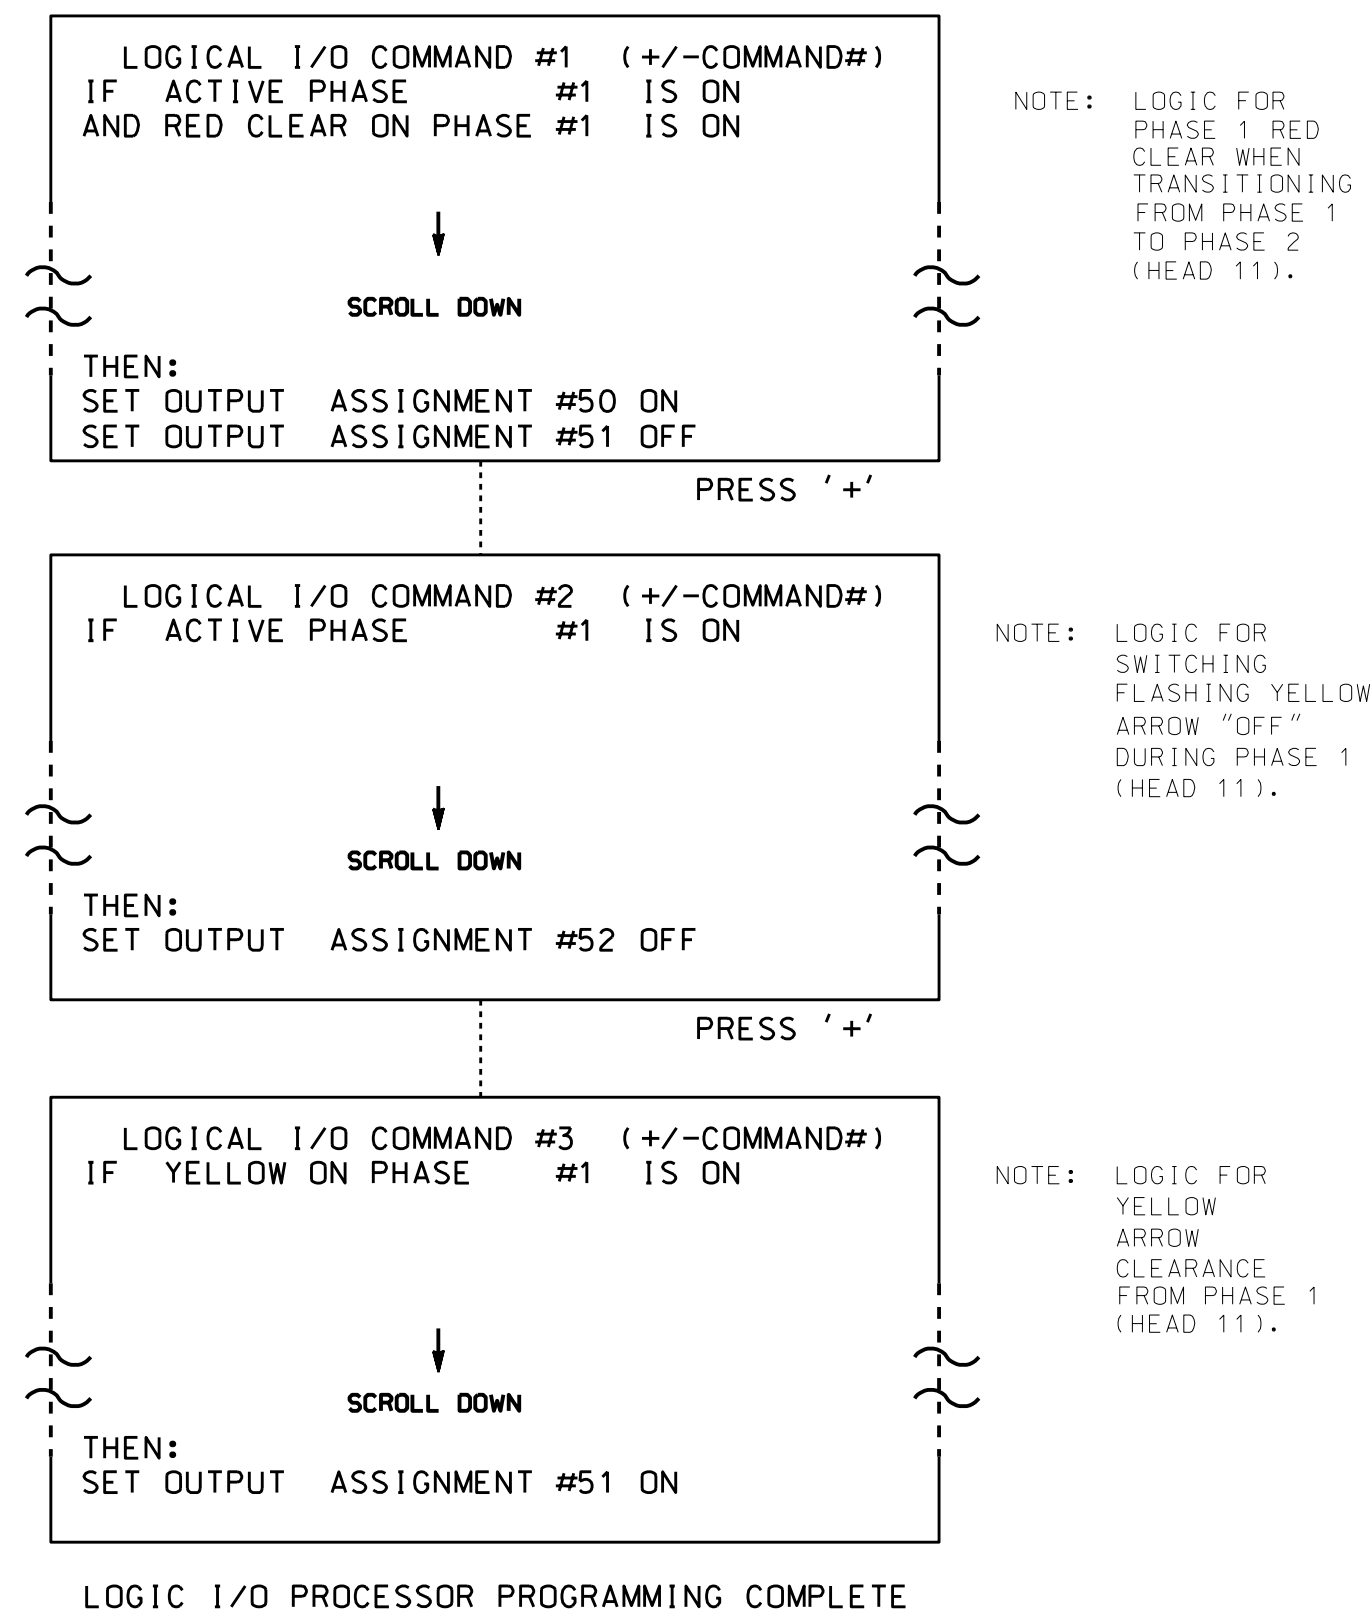 LOGICAL I/O COMMAND #1 (+/-COMMAND#)
IF ACTIVE PHASE #1 IS ON
AND RED CLEAR ON PHASE #1 IS ON
SCROLL DOWN
THEN:
SET OUTPUT ASSIGNMENT #50 ON
SET OUTPUT ASSIGNMENT #51 OFF
NOTE: LOGIC FOR
PHASE 1 RED
CLEAR WHEN
TRANSITIONING
FROM PHASE 1
TO PHASE 2
(HEAD 11).
PRESS '+'
LOGICAL I/O COMMAND #2 (+/-COMMAND#)
IF ACTIVE PHASE #1 IS ON
SCROLL DOWN
THEN:
SET OUTPUT ASSIGNMENT #52 OFF
NOTE: LOGIC FOR
SWITCHING
FLASHING YELLOW
ARROW "OFF"
DURING PHASE 1
(HEAD 11).
PRESS '+'
LOGICAL I/O COMMAND #3 (+/-COMMAND#)
IF YELLOW ON PHASE #1 IS ON
SCROLL DOWN
THEN:
SET OUTPUT ASSIGNMENT #51 ON
NOTE: LOGIC FOR
YELLOW
ARROW
CLEARANCE
FROM PHASE 1
(HEAD 11).
LOGIC I/O PROCESSOR PROGRAMMING COMPLETE